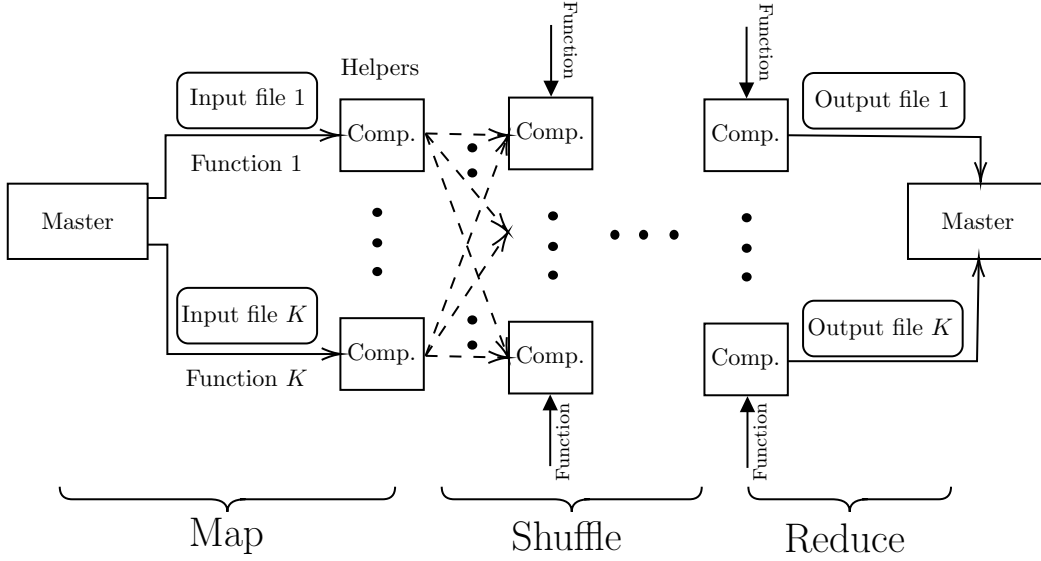 Function
Function
Helpers
Input file 1
Output file 1
Comp.
Comp.
Comp.
Function 1
Master
Master
Input file K
Output file K
Comp.
Comp.
Comp.
Function K
Function
Function
Map
Shuffle
Reduce